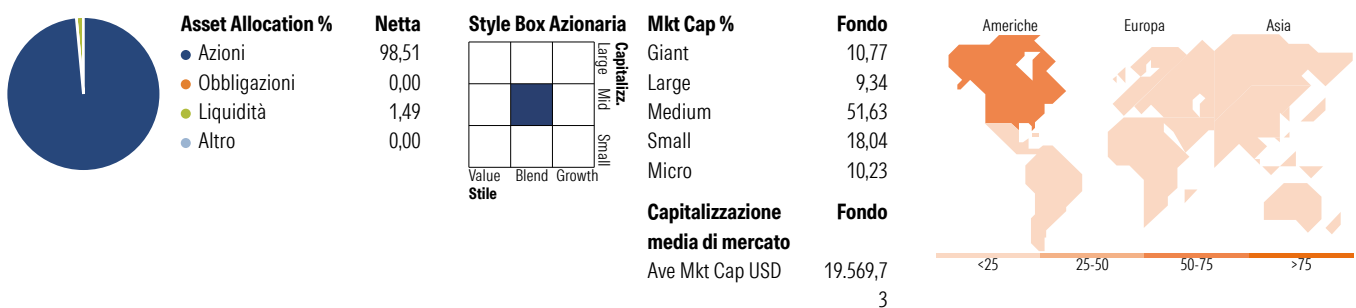 Asset Allocation % Netta
Azioni 98,51
Obbligazioni 0,00
Liquidità 1,49
Altro 0,00
Style Box Azionaria
Large
Mid
Small
Capitalizz.
Value Blend Growth
Stile
Mkt Cap % Fondo
Giant 10,77
Large 9,34
Medium 51,63
Small 18,04
Micro 10,23
Capitalizzazione Fondo
media di mercato
Ave Mkt Cap USD 19.569,7
3
Americhe Europa Asia
<25 25-50 50-75 >75